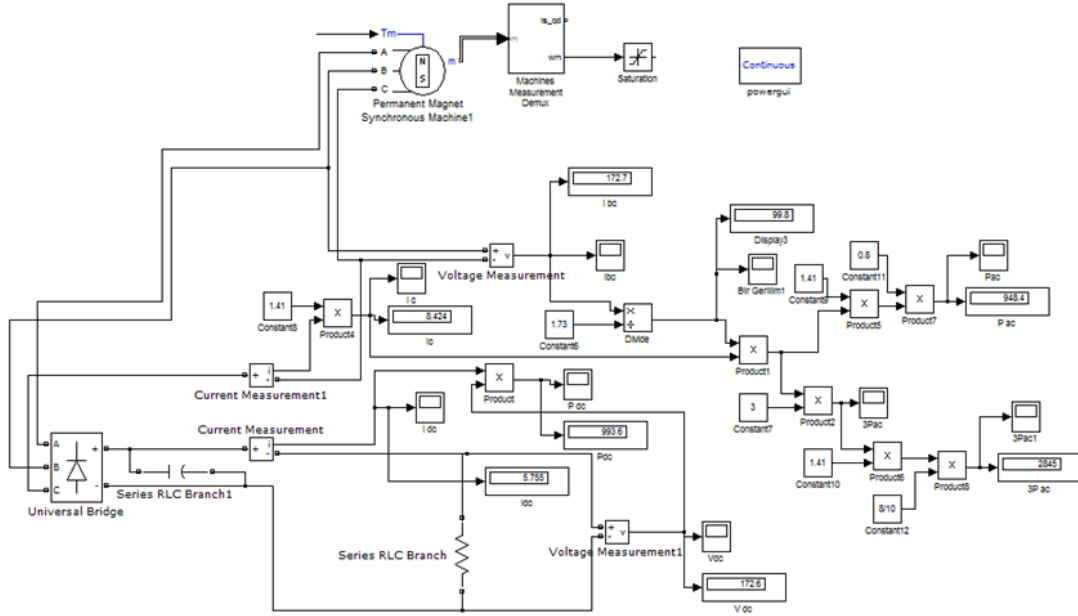 Tm
A
B
C
N
S
m
Permanent Magnet
Synchronous Machine1
m
is_qd
wm
Machines
Measurement
Demux
Saturation
Continuous
powergui
172.7
I bc
+
-
v
Voltage Measurement
Ibc
99.8
Display3
Bir Gerilim1
I c
1.41
Constant8
X
Product4
8.424
Ic
1.73
Constant6
×
÷
Divide
0.8
Constant11
1.41
Constant9
X
Product5
X
Product7
Pac
948.4
P ac
X
Product1
+
i
-
Current Measurement1
Current Measurement
+
i
-
I dc
X
Product
P dc
993.6
Pdc
3
Constant7
X
Product2
3Pac
3Pac1
1.41
Constant10
X
Product6
X
Product8
2845
3P ac
8/10
Constant12
A
B
C
+
-
Universal Bridge
Series RLC Branch1
5.755
Idc
Series RLC Branch
+
-
v
Voltage Measurement1
Vdc
172.6
V dc